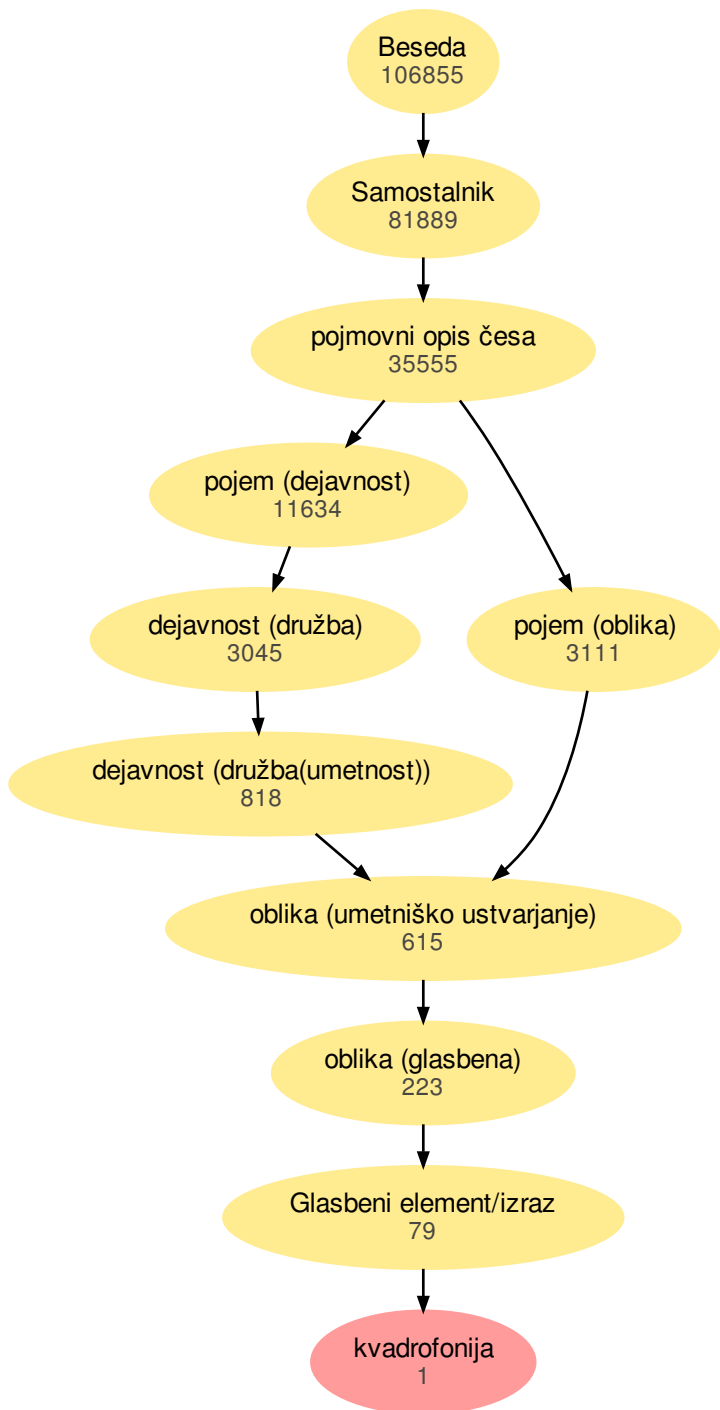 Beseda
106855
Samostalnik
81889
pojmovni opis česa
35555
pojem (dejavnost)
11634
dejavnost (družba)
3045
pojem (oblika)
3111
dejavnost (družba(umetnost))
818
oblika (umetniško ustvarjanje)
615
oblika (glasbena)
223
Glasbeni element/izraz
79
kvadrofonija
1